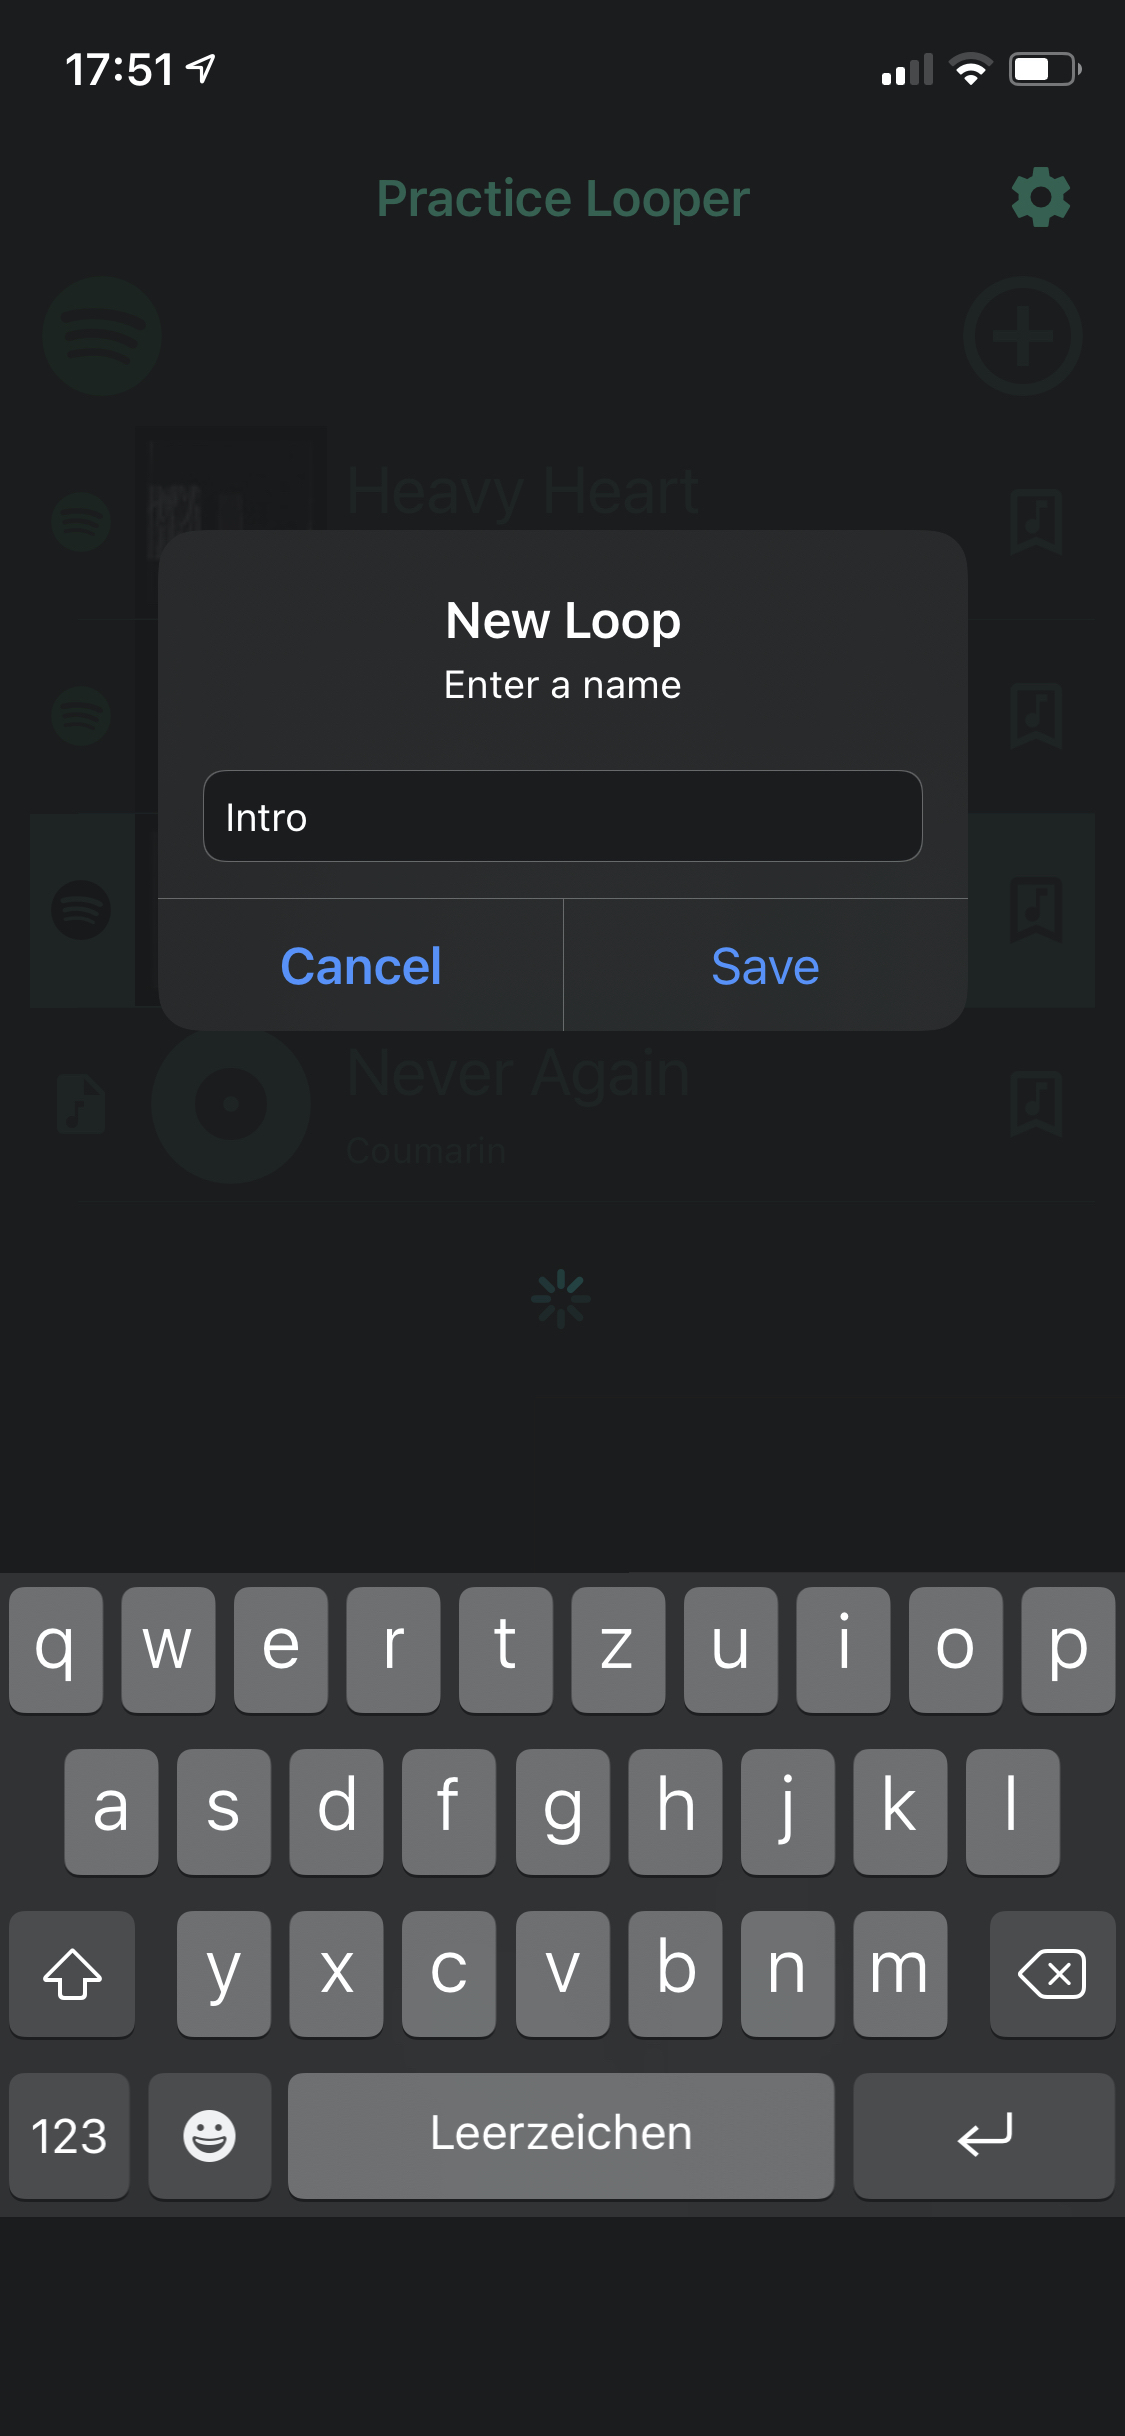 17:51
Practice Looper
Heavy Heart
New Loop
Enter a name
Intro
Cancel
Save
Never Again
Coumarin
q w e r t z u i o p
a s d f g h j k l
y x c v b n m
123
Leerzeichen